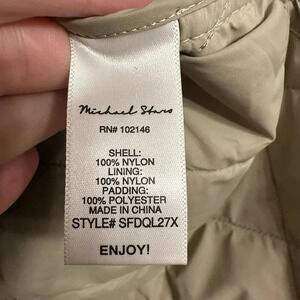 Michael Stars
RN# 102146
SHELL:
100% NYLON
LINING:
100% NYLON
PADDING:
100% POLYESTER
MADE IN CHINA
STYLE# SFDQL27X
ENJOY!